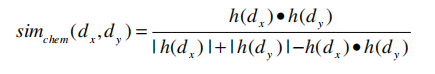 sim_chem(d_x,d_y) = h(d_x)•h(d_y) / |h(d_x)|+|h(d_y)|−h(d_x)•h(d_y)